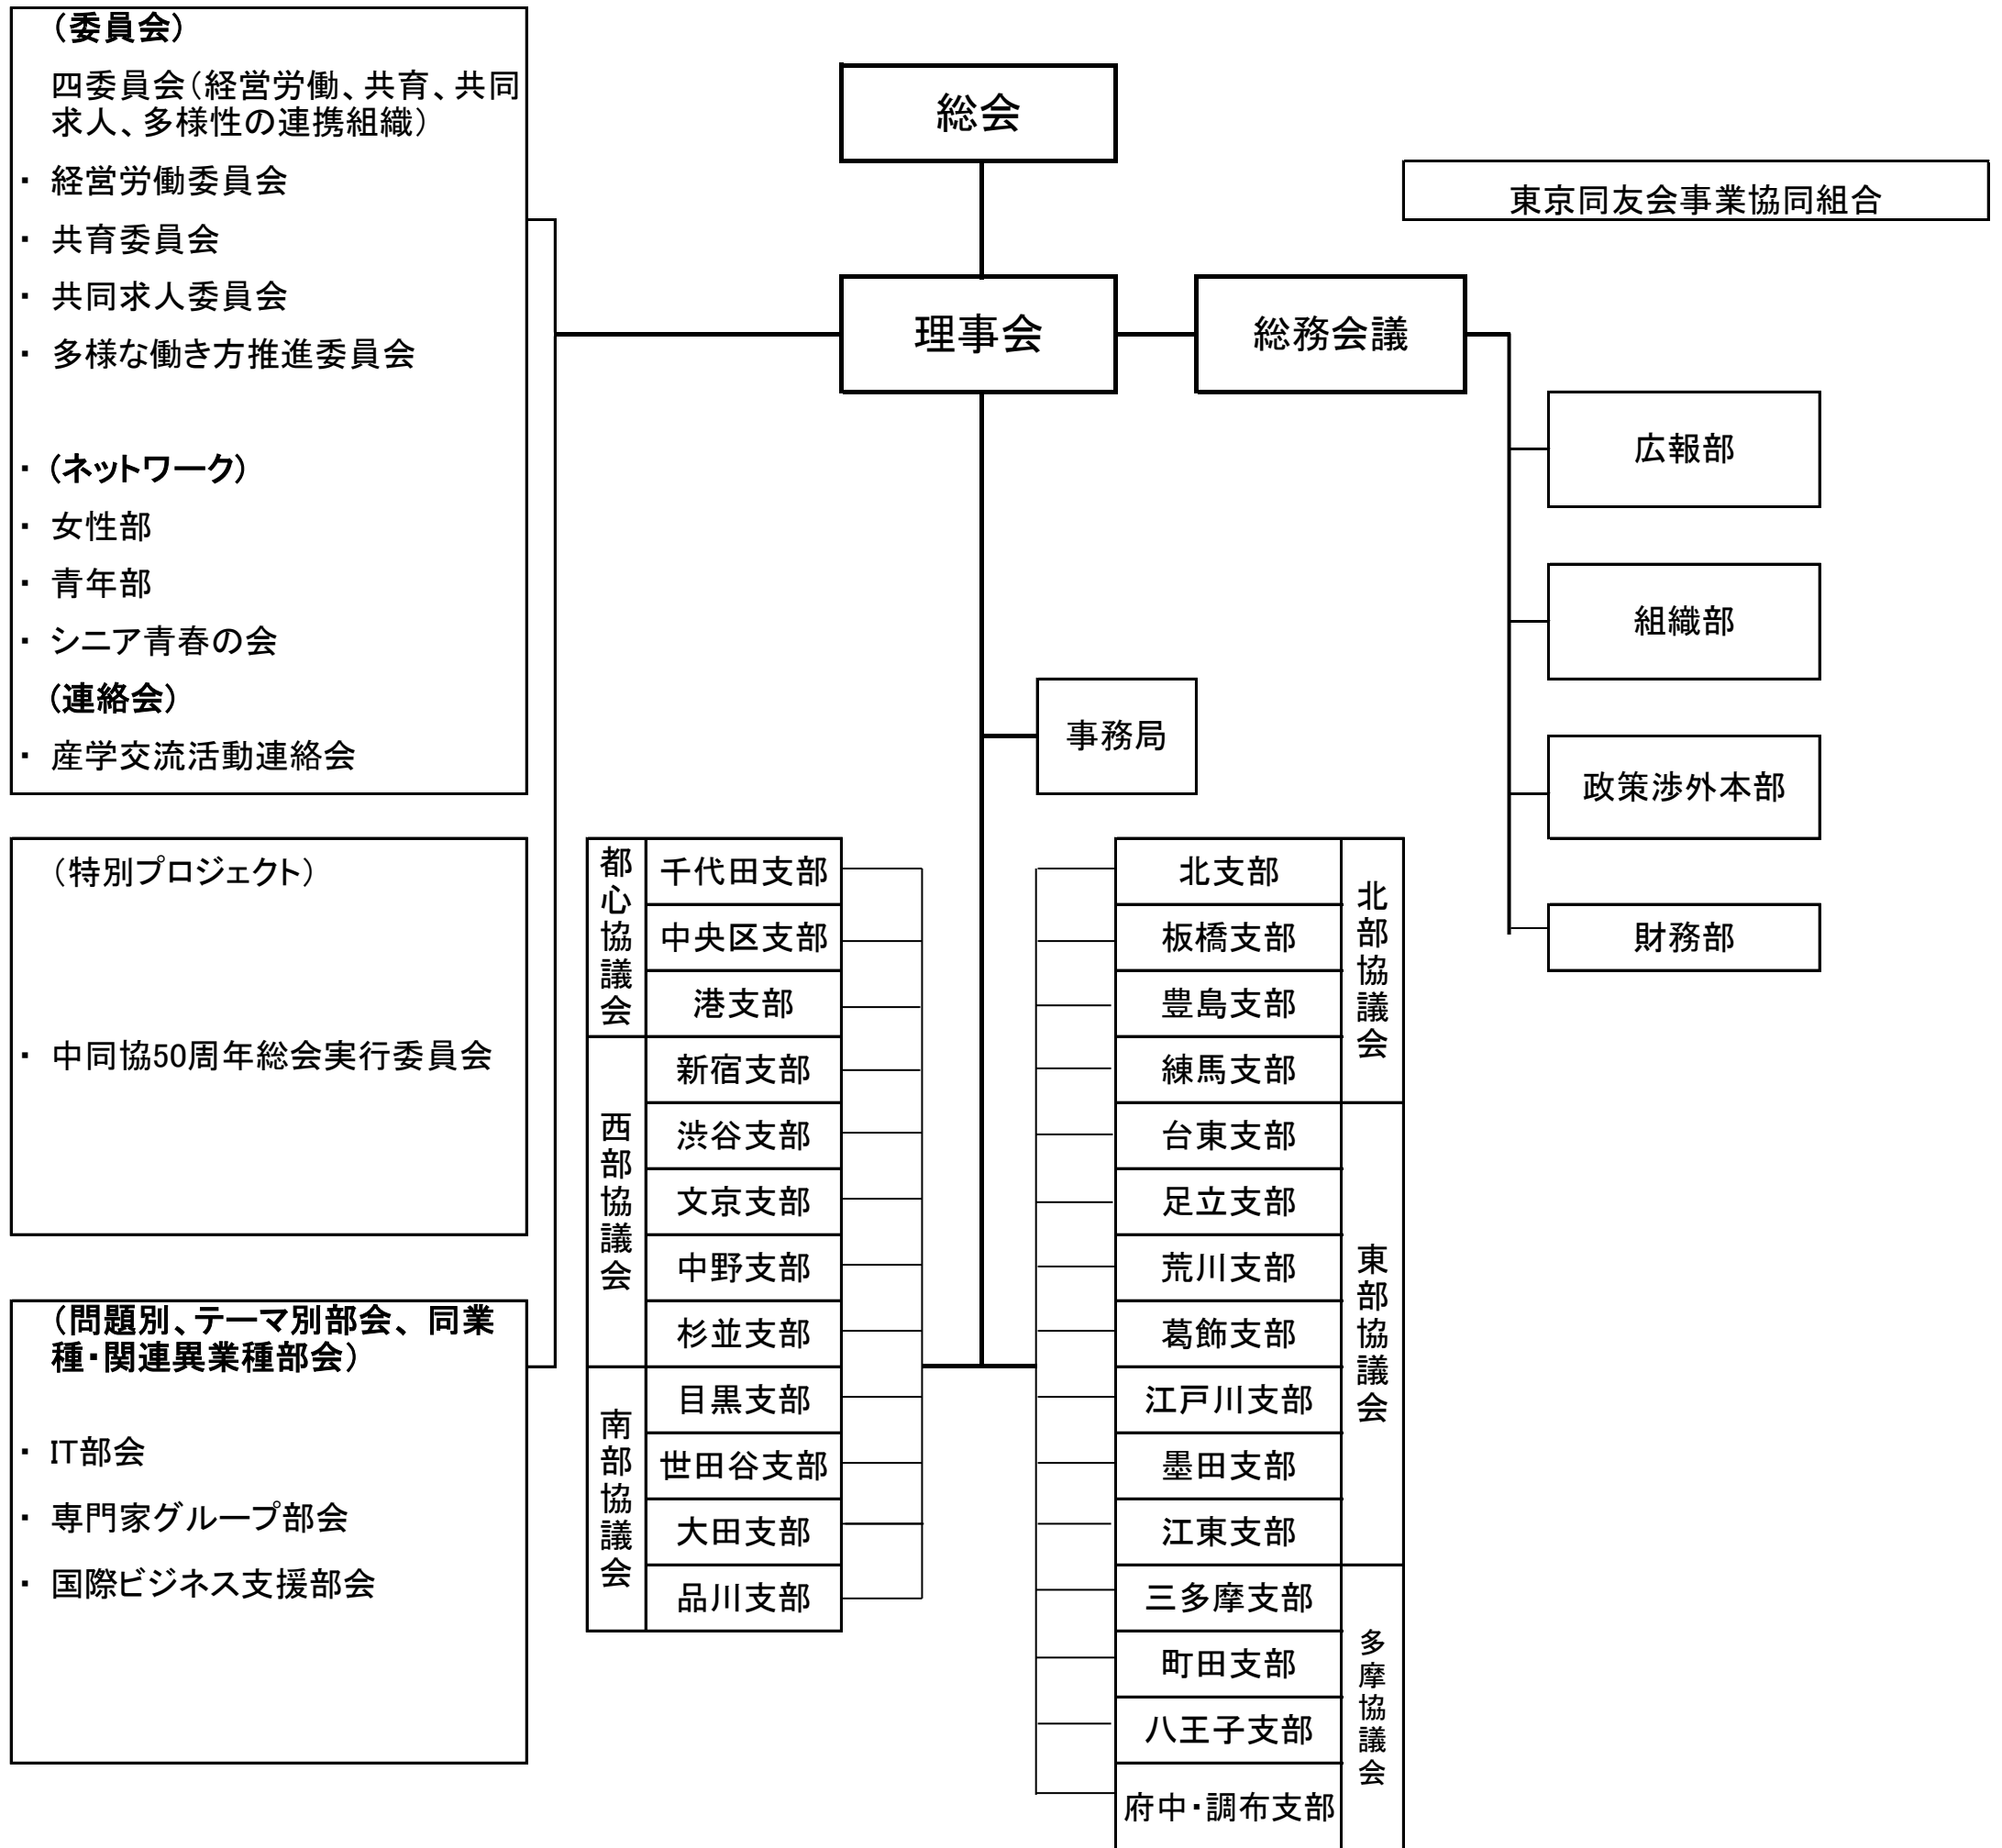 （委員会）
四委員会（経営労働、共育、共同
求人、多様性の連携組織）
・ 経営労働委員会
・ 共育委員会
・ 共同求人委員会
・ 多様な働き方推進委員会
・（ネットワーク）
・ 女性部
・ 青年部
・ シニア青春の会
（連絡会）
・ 産学交流活動連絡会
（特別プロジェクト）
・ 中同協50周年総会実行委員会
（問題別、テーマ別部会、同業
種・関連異業種部会）
・ IT部会
・ 専門家グループ部会
・ 国際ビジネス支援部会
総会
理事会
総務会議
東京同友会事業協同組合
広報部
組織部
政策渉外本部
財務部
事務局
都心協議会
千代田支部
中央区支部
港支部
西部協議会
新宿支部
渋谷支部
文京支部
中野支部
杉並支部
南部協議会
目黒支部
世田谷支部
大田支部
品川支部
北部協議会
北支部
板橋支部
豊島支部
練馬支部
東部協議会
台東支部
足立支部
荒川支部
葛飾支部
江戸川支部
墨田支部
江東支部
多摩協議会
三多摩支部
町田支部
八王子支部
府中・調布支部